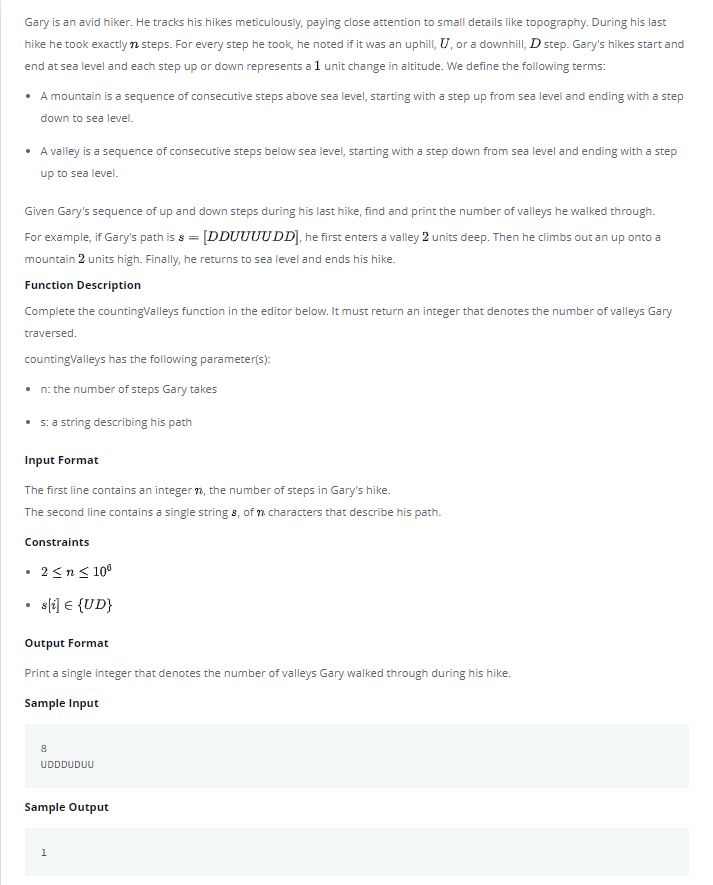 Gary is an avid hiker. He tracks his hikes meticulously, paying close attention to small details like topography. During his last
hike he took exactly n steps. For every step he took, he noted if it was an uphill, U, or a downhill, D step. Gary's hikes start and
end at sea level and each step up or down represents a 1 unit change in altitude. We define the following terms:
• A mountain is a sequence of consecutive steps above sea level, starting with a step up from sea level and ending with a step
down to sea level.
• A valley is a sequence of consecutive steps below sea level, starting with a step down from sea level and ending with a step
up to sea level.
Given Gary's sequence of up and down steps during his last hike, find and print the number of valleys he walked through.
For example, if Gary's path is s = [DDUUUUDD], he first enters a valley 2 units deep. Then he climbs out an up onto a
mountain 2 units high. Finally, he returns to sea level and ends his hike.
Function Description
Complete the countingValleys function in the editor below. It must return an integer that denotes the number of valleys Gary
traversed.
countingValleys has the following parameter(s):
• n: the number of steps Gary takes
• s: a string describing his path
Input Format
The first line contains an integer n, the number of steps in Gary's hike.
The second line contains a single string s, of n characters that describe his path.
Constraints
• 2 ≤ n ≤ 10⁶
• s[i] ∈ {UD}
Output Format
Print a single integer that denotes the number of valleys Gary walked through during his hike.
Sample Input
8
UDDDUDUU
Sample Output
1